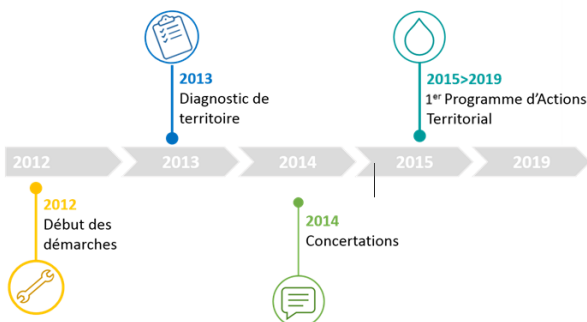 2013
Diagnostic de
territoire
2015>2019
1er Programme d'Actions
Territorial
2012
2013
2014
2015
2019
2012
Début des
démarches
2014
Concertations